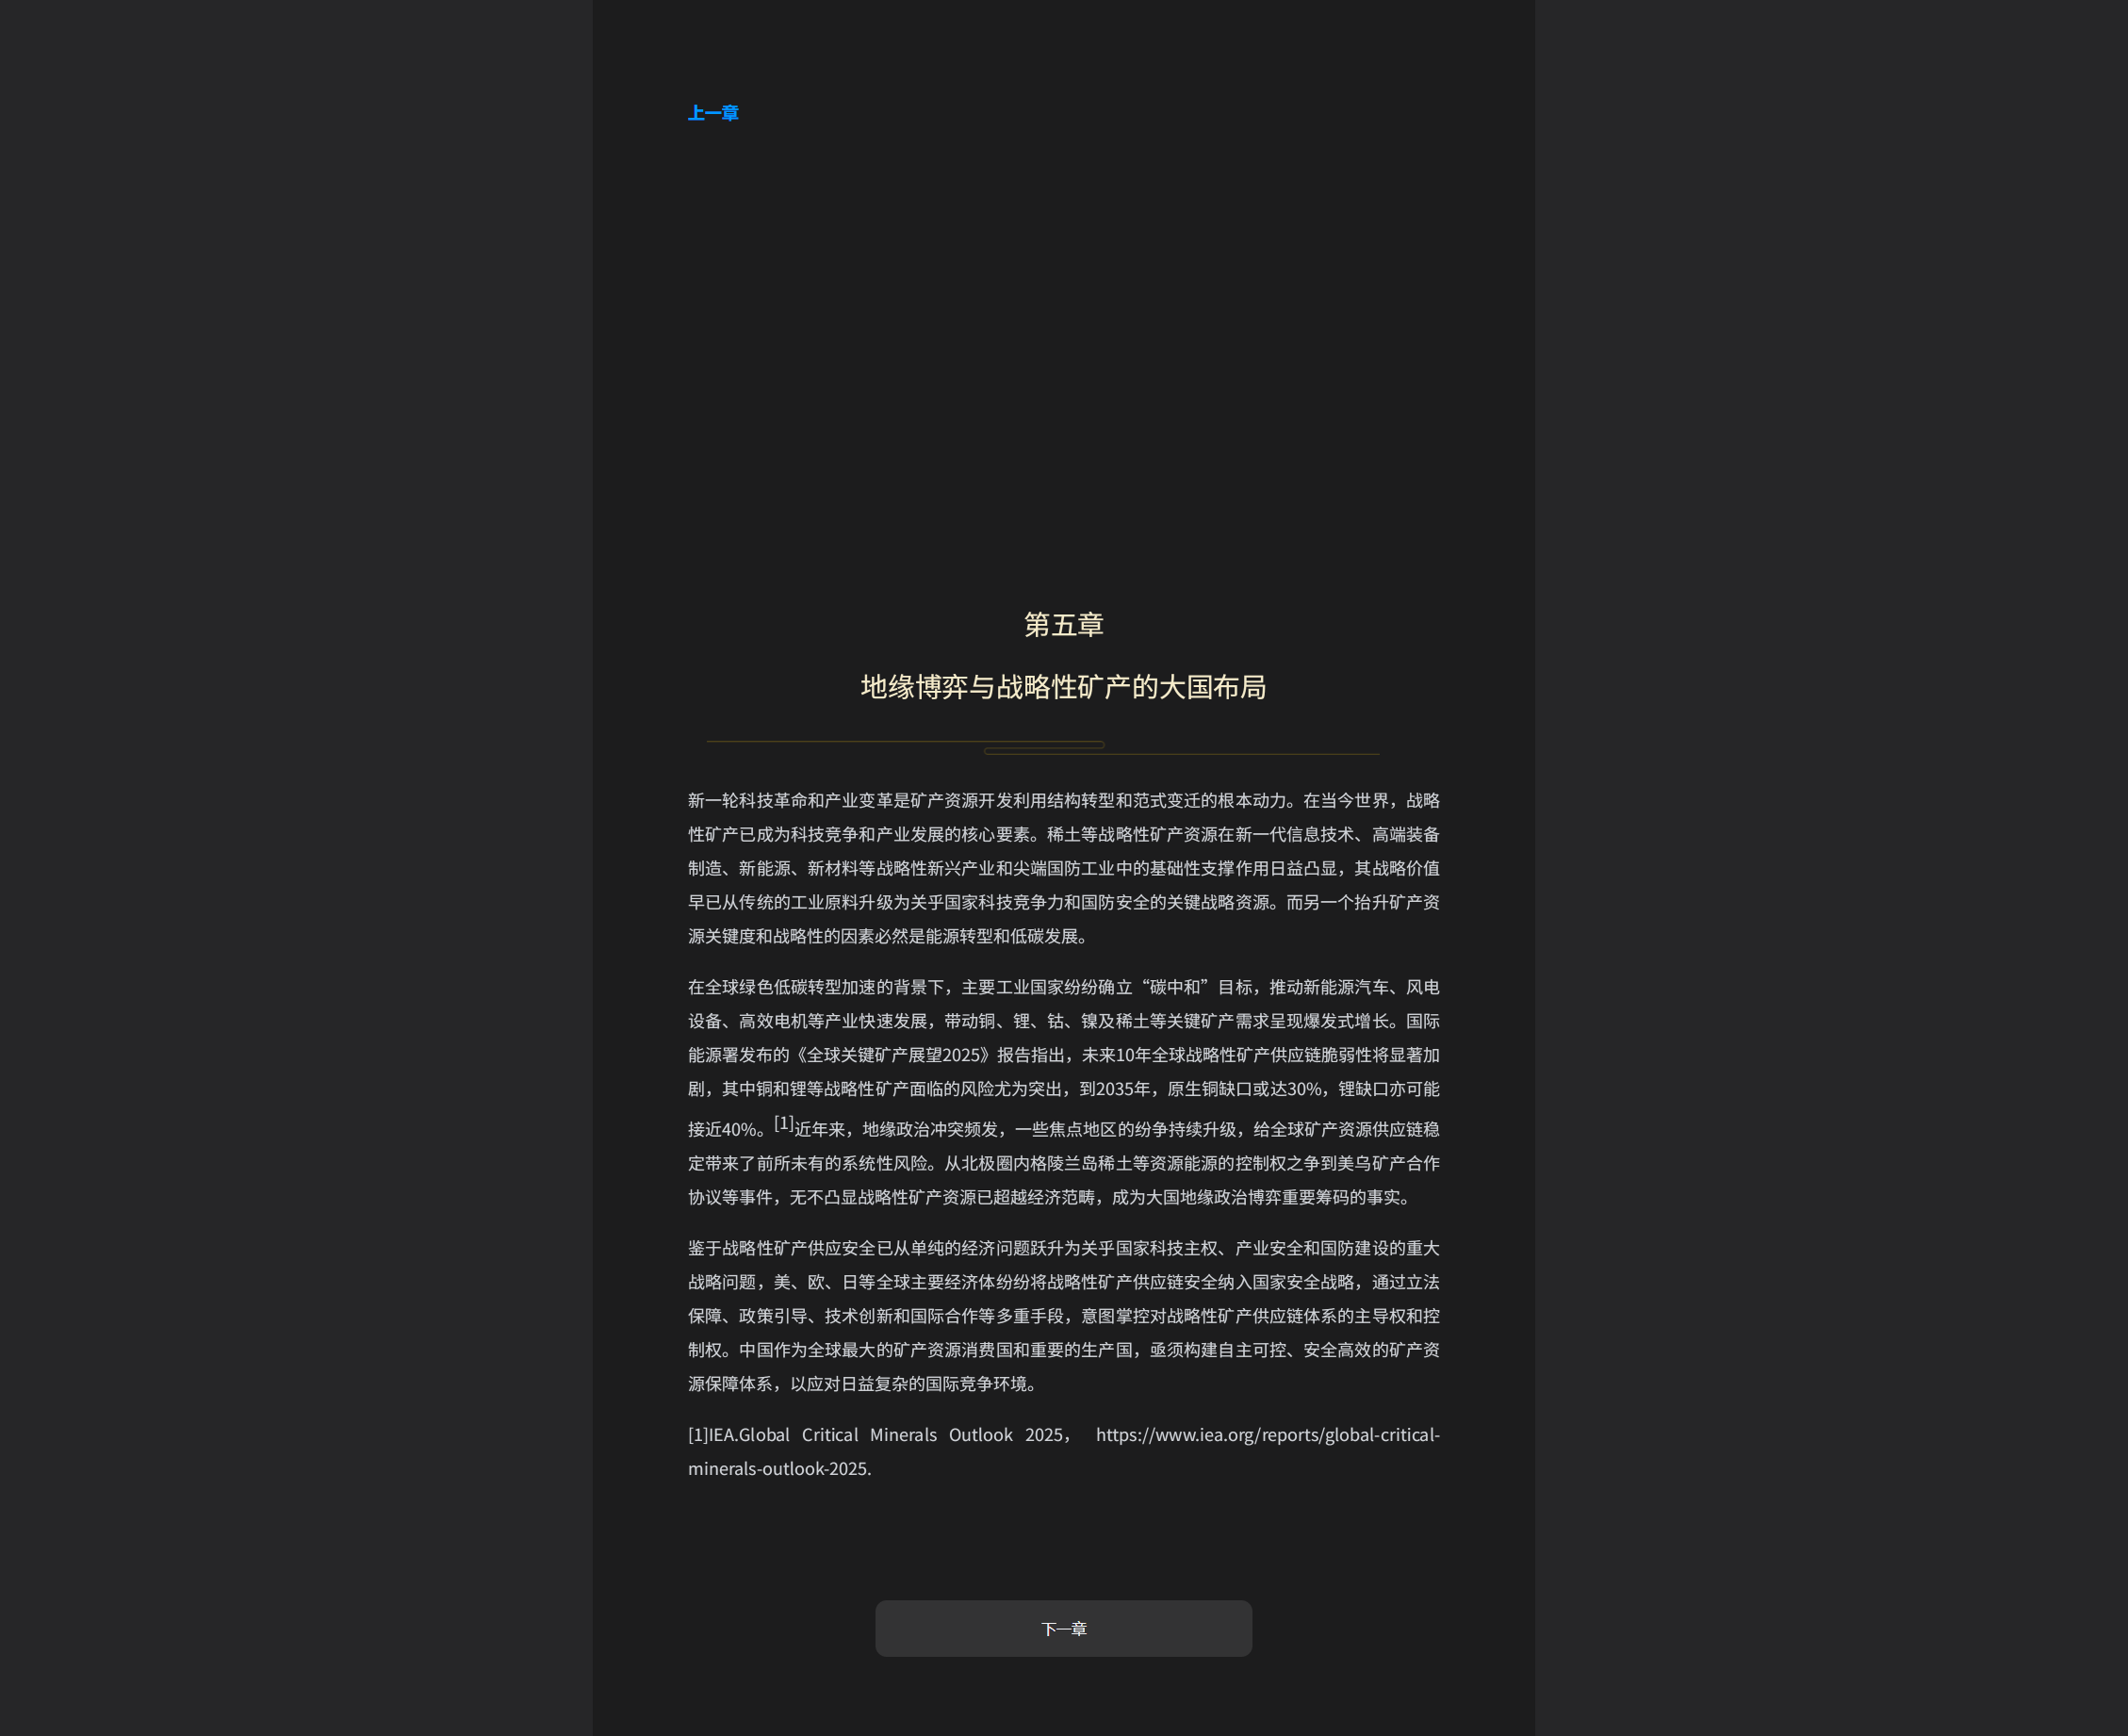 上一章
第五章
地缘博弈与战略性矿产的大国布局
新一轮科技革命和产业变革是矿产资源开发利用结构转型和范式变迁的根本动力。在当今世界，战略
性矿产已成为科技竞争和产业发展的核心要素。稀土等战略性矿产资源在新一代信息技术、高端装备
制造、新能源、新材料等战略性新兴产业和尖端国防工业中的基础性支撑作用日益凸显，其战略价值
早已从传统的工业原料升级为关乎国家科技竞争力和国防安全的关键战略资源。而另一个抬升矿产资
源关键度和战略性的因素必然是能源转型和低碳发展。
在全球绿色低碳转型加速的背景下，主要工业国家纷纷确立“碳中和”目标，推动新能源汽车、风电
设备、高效电机等产业快速发展，带动铜、锂、钴、镍及稀土等关键矿产需求呈现爆发式增长。国际
能源署发布的《全球关键矿产展望2025》报告指出，未来10年全球战略性矿产供应链脆弱性将显著加
剧，其中铜和锂等战略性矿产面临的风险尤为突出，到2035年，原生铜缺口或达30%，锂缺口亦可能
接近40%。[1]近年来，地缘政治冲突频发，一些焦点地区的纷争持续升级，给全球矿产资源供应链稳
定带来了前所未有的系统性风险。从北极圈内格陵兰岛稀土等资源能源的控制权之争到美乌矿产合作
协议等事件，无不凸显战略性矿产资源已超越经济范畴，成为大国地缘政治博弈重要筹码的事实。
鉴于战略性矿产供应安全已从单纯的经济问题跃升为关乎国家科技主权、产业安全和国防建设的重大
战略问题，美、欧、日等全球主要经济体纷纷将战略性矿产供应链安全纳入国家安全战略，通过立法
保障、政策引导、技术创新和国际合作等多重手段，意图掌控对战略性矿产供应链体系的主导权和控
制权。中国作为全球最大的矿产资源消费国和重要的生产国，亟须构建自主可控、安全高效的矿产资
源保障体系，以应对日益复杂的国际竞争环境。
[1]IEA.Global Critical Minerals Outlook 2025， https://www.iea.org/reports/global-critical-
minerals-outlook-2025.
下一章